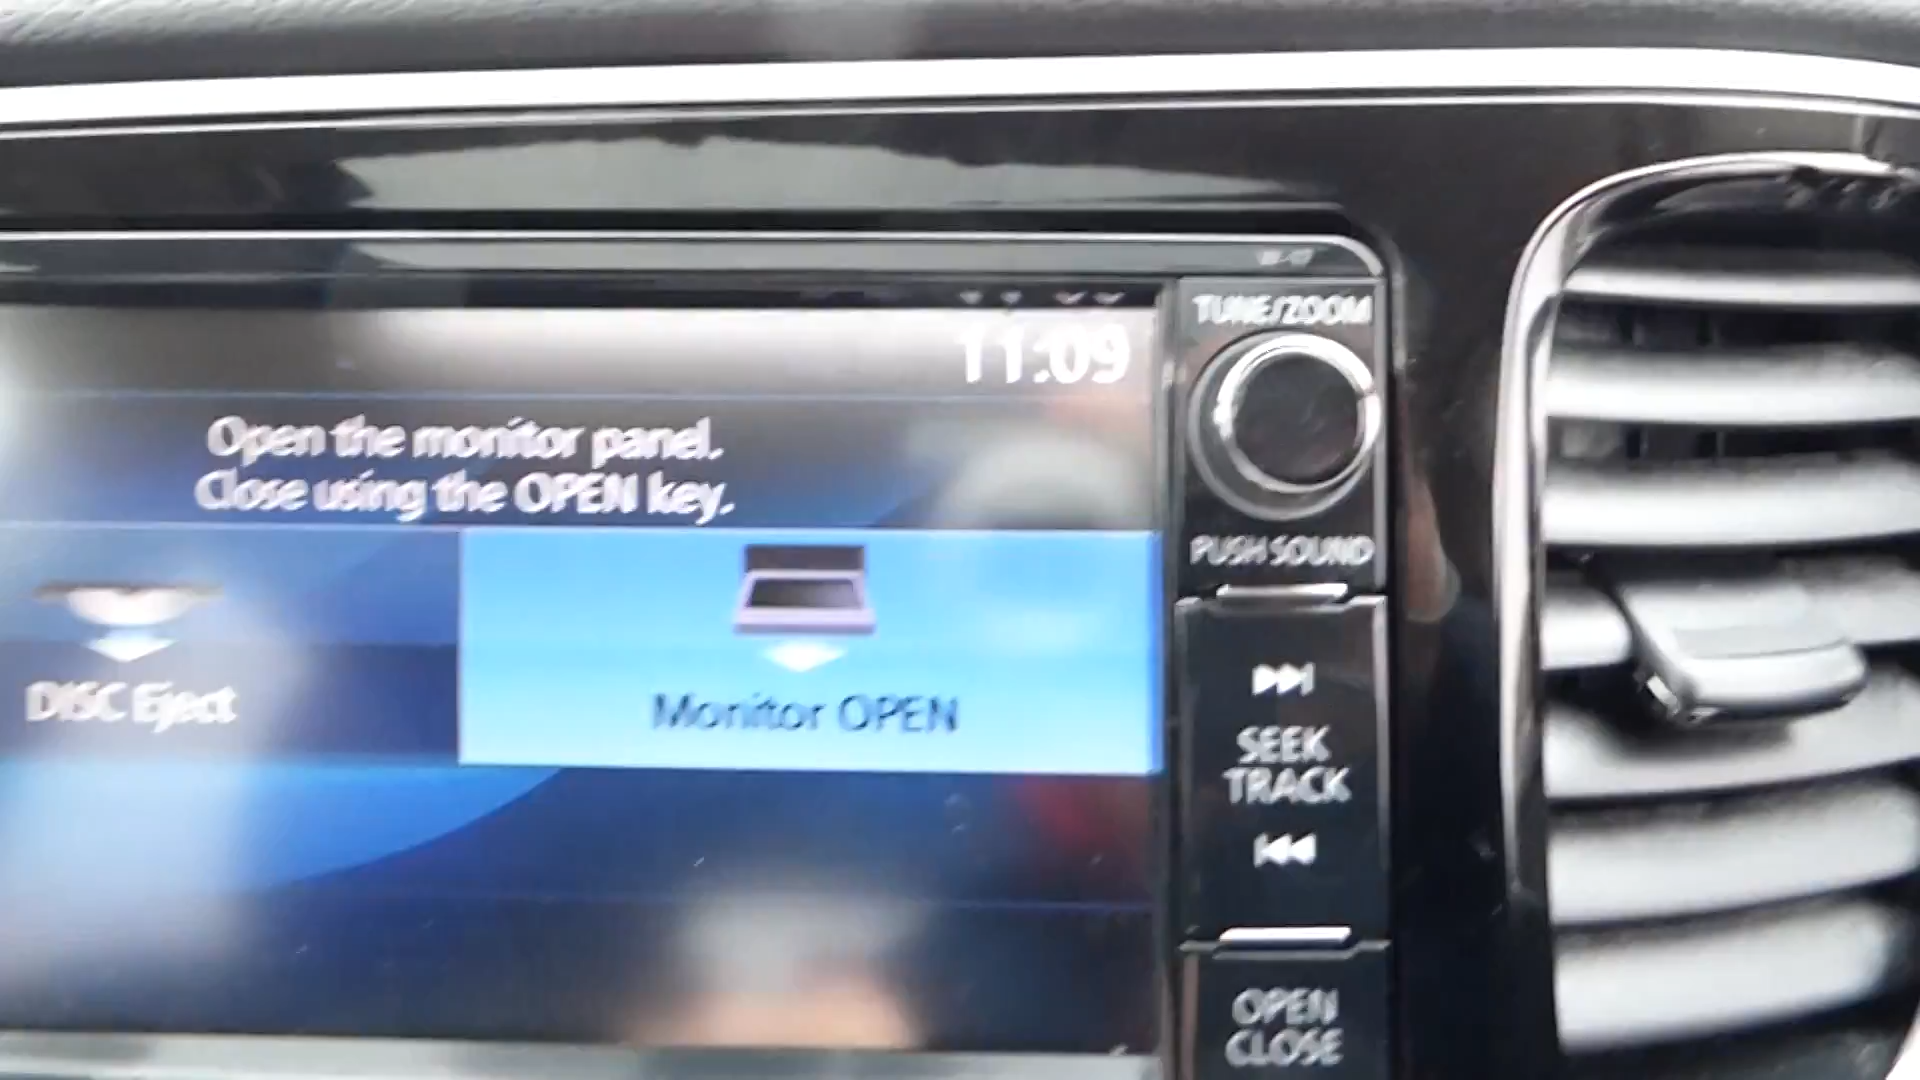 TUNE/ZOOM
11:09
Open the monitor panel.
Close using the OPEN key.
PUSH SOUND
DISC Eject
Monitor OPEN
SEEK
TRACK
OPEN
CLOSE